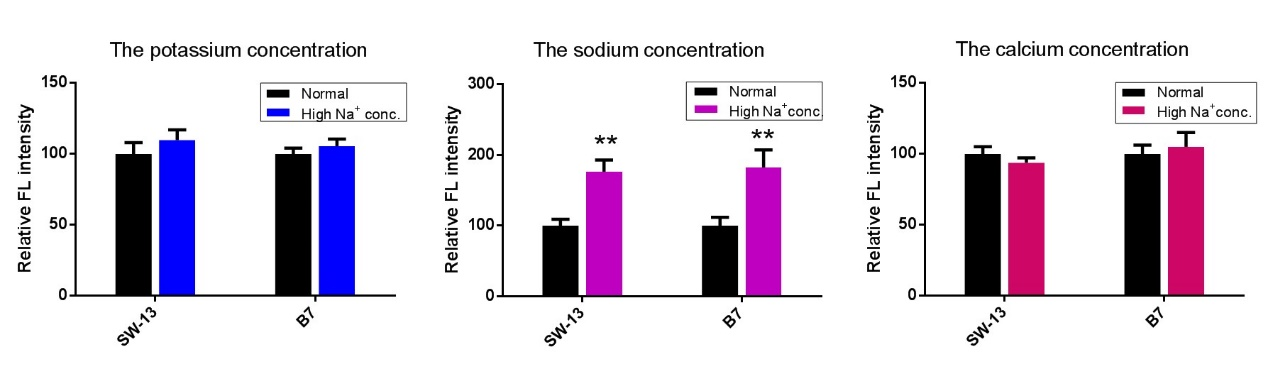 The potassium concentration
Relative FL intensity
150
100
50
0
Normal
High Na⁺ conc.
SW-13
B7
The sodium concentration
Relative FL intensity
300
200
100
0
Normal
High Na⁺conc.
**
**
SW-13
B7
The calcium concentration
Relative FL intensity
150
100
50
0
Normal
High Na⁺conc.
SW-13
B7